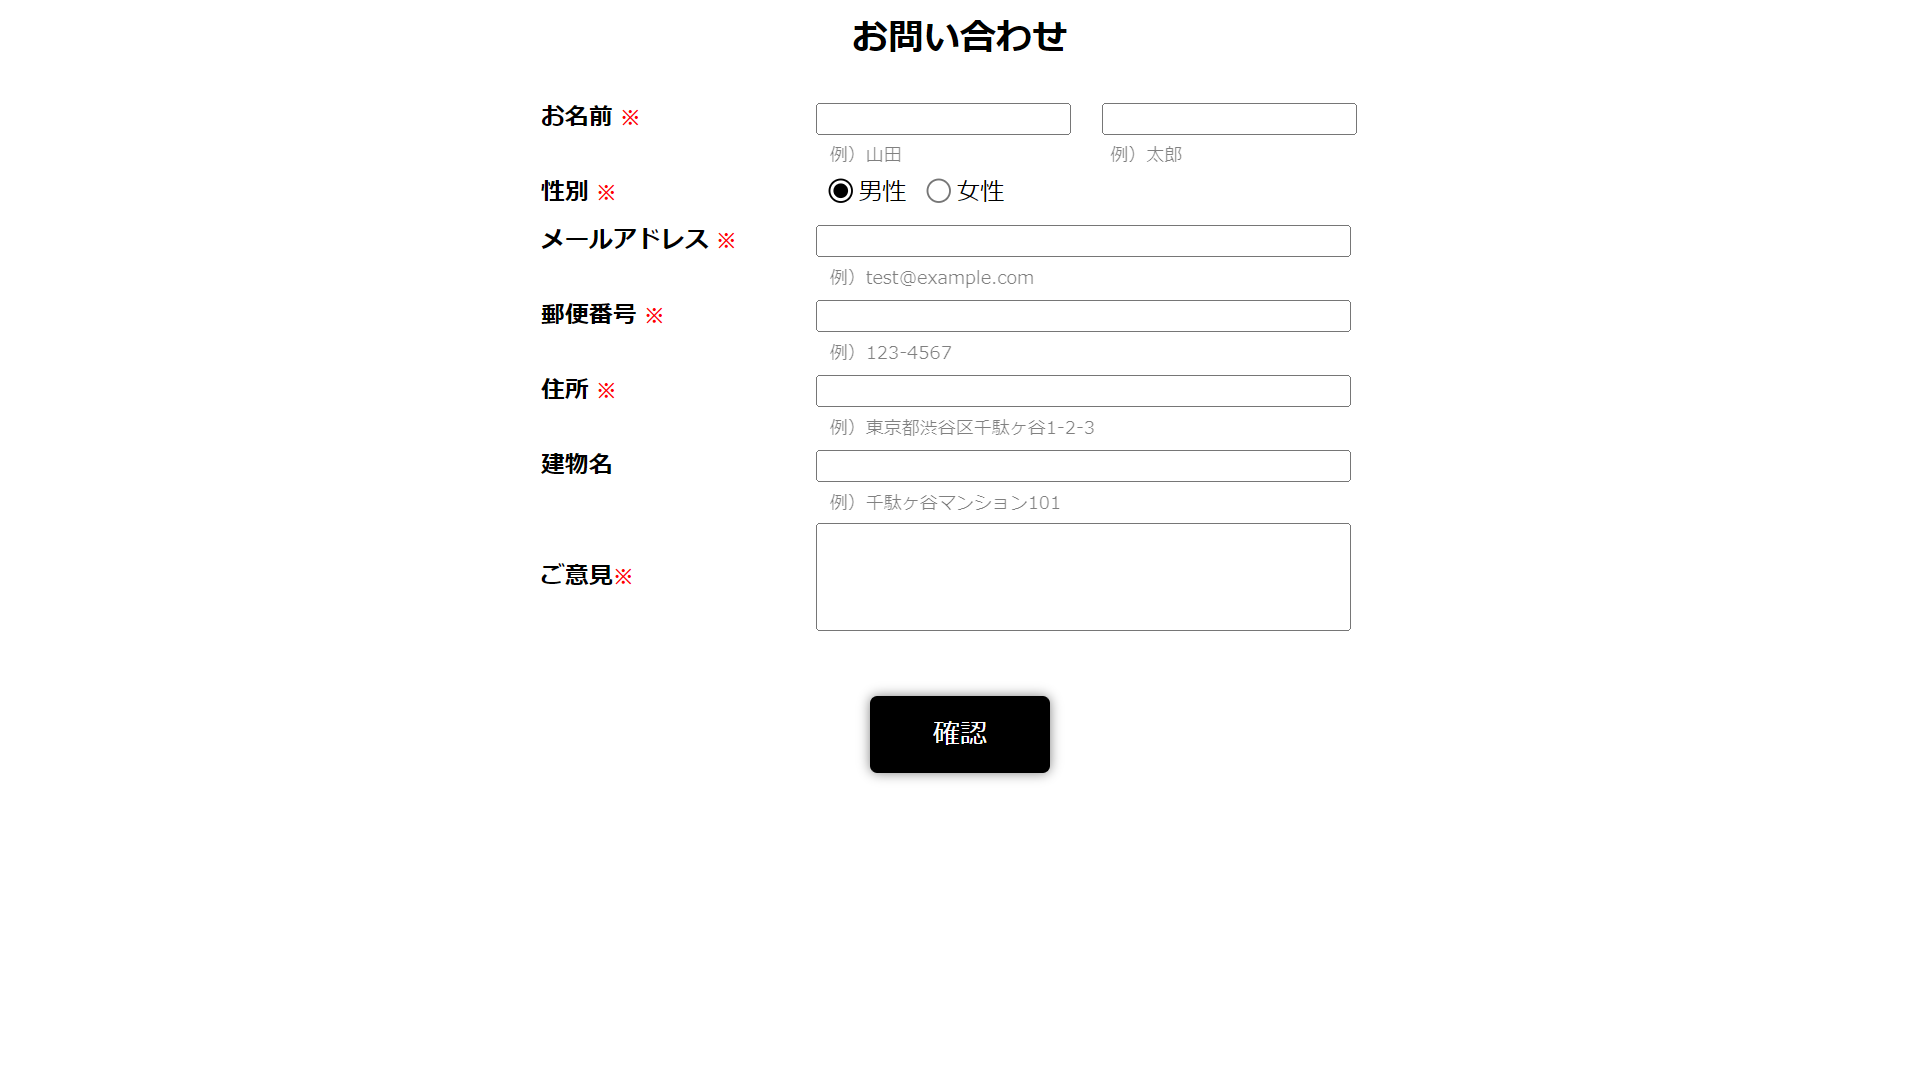 お問い合わせ
お名前 ※
例）山田 例）太郎
性別 ※ 男性 女性
メールアドレス ※
例）test@example.com
郵便番号 ※
例）123-4567
住所 ※
例）東京都渋谷区千駄ヶ谷1-2-3
建物名
例）千駄ヶ谷マンション101
ご意見※
確認